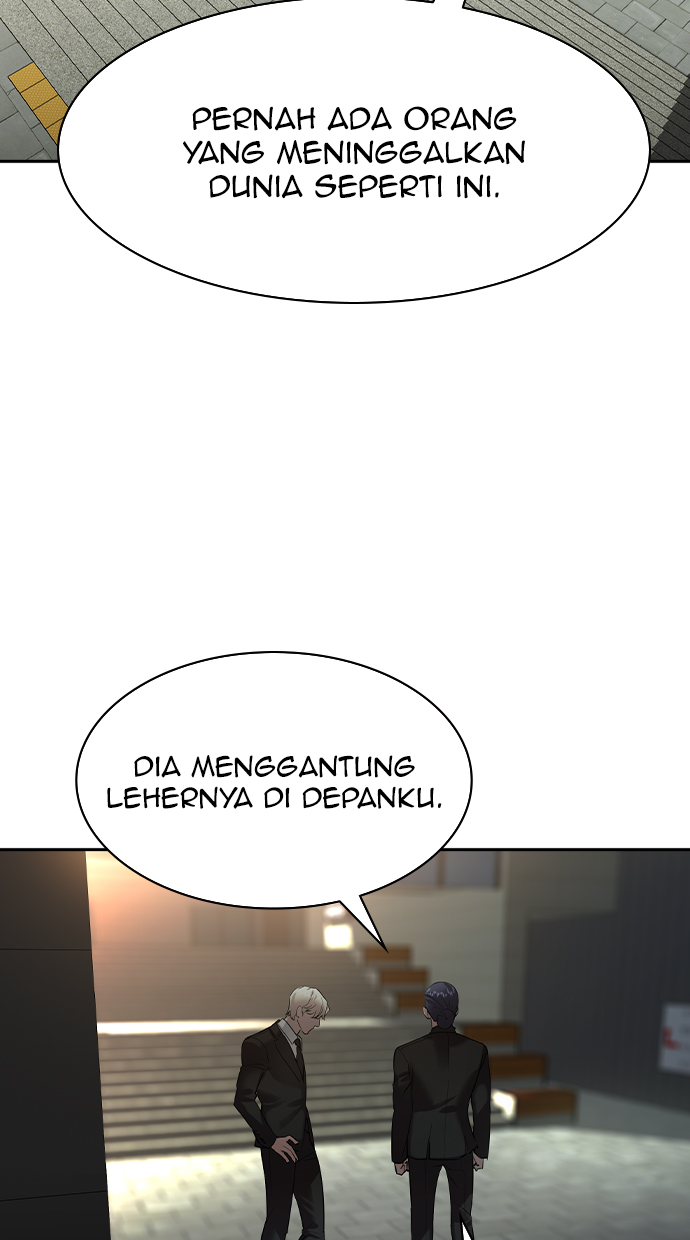 PERNAH ADA ORANG
YANG MENINGGALKAN
DUNIA SEPERTI INI.
DIA MENGGANTUNG
LEHERNYA DI DEPANKU.